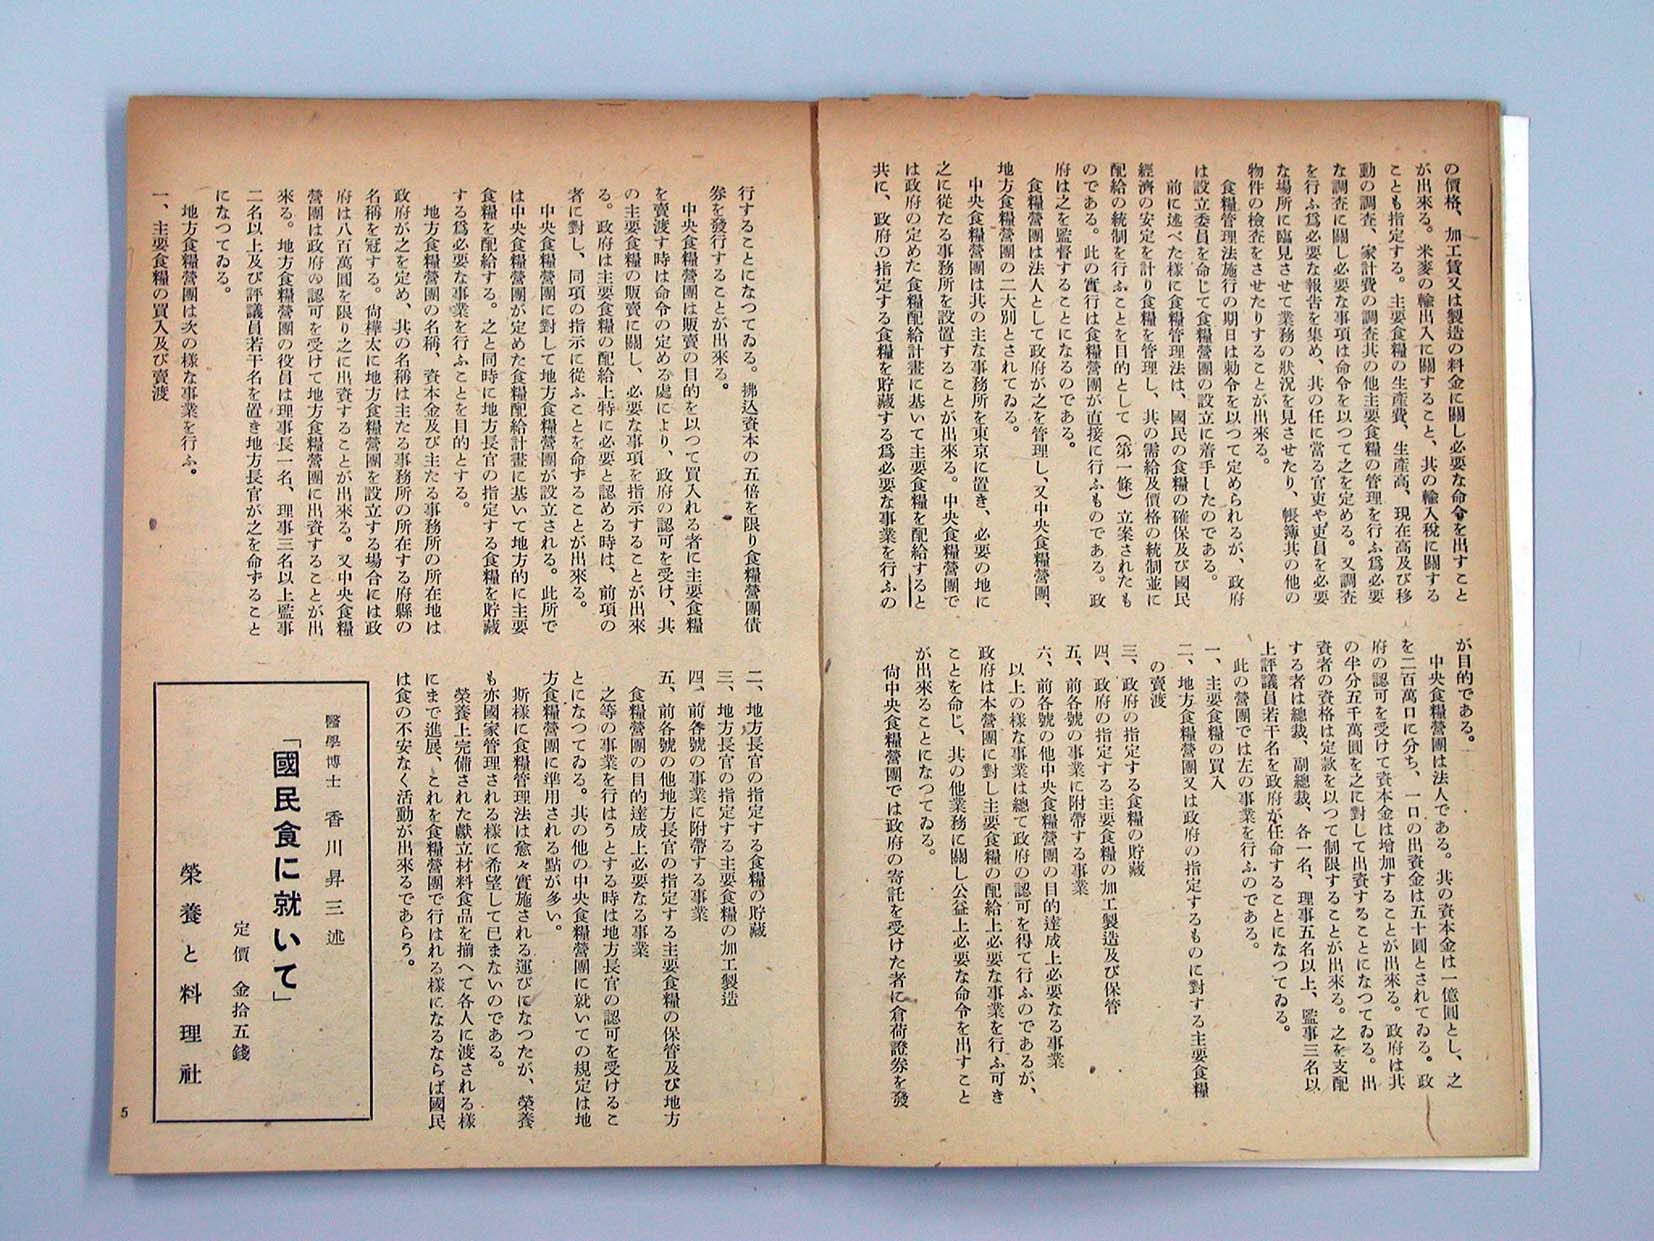 の價格、加工賃又は製造の料金に關し必要な命令を出すこと
が出來る。米麥の輸出入に關すること、其の輸入稅に關する
ことも指定する。主要食糧の生產費、生產高、現在高及び移
動の調査、家計費の調査其の他主要食糧の管理を行ふ爲必要
な調査に關し必要な事項は命令を以つて之を定める。又調査
を行ふ爲必要な報告を集め、其の任に當る官吏や吏員を必要
な場所に臨見させて業務の狀況を見させたり、帳簿其の他の
物件の檢査をさせたりすることが出來る。
食糧管理法施行の期日は勅令を以つて定められるが、政府
は設立委員を命じて食糧營團の設立に着手したのである。
前に述べた樣に食糧管理法は、國民の食糧の確保及び國民
經濟の安定を計り食糧を管理し、其の需給及價格の統制並に
配給の統制を行ふことを目的として（第一條）立案されたも
のである。此の實行は食糧營團が直接に行ふものである。政
府は之を監督することになるのである。
食糧營團は法人として政府が之を管理し、又中央食糧營團、
地方食糧營團の二大別とされてゐる。
中央食糧營團は其の主な事務所を東京に置き、必要の地に
之に從たる事務所を設置することが出來る。中央食糧營團で
は政府の定めた食糧配給計畫に基いて主要食糧を配給すると
共に、政府の指定する食糧を貯藏する爲必要な事業を行ふの
が目的である。
中央食糧營團は法人である。其の資本金は一億圓とし、之
を二百萬口に分ち、一口の出資金は五十圓とされてゐる。政
府の認可を受けて資本金は增加することが出來る。政府は共
の半分五千萬圓を之に對して出資することになつてゐる。出
資者の資格は定款を以つて制限することが出來る。之を支配
する者は總裁、副總裁、各一名、理事五名以上、監事三名以
上評議員若干名を政府が任命することになつてゐる。
此の營團では左の事業を行ふのである。
一、主要食糧の買入
二、地方食糧營團又は政府の指定するものに對する主要食糧
の賣渡
三、政府の指定する食糧の貯藏
四、政府の指定する主要食糧の加工製造及び保管
五、前各號の事業に附帶する事業
六、前各號の他中央食糧營團の目的達成上必要なる事業
以上の樣な事業は總て政府の認可を得て行ふのであるが、
政府は本營團に對し主要食糧の配給上必要な事業を行ふ可き
ことを命じ、其の他業務に關し公益上必要な命令を出すこと
が出來ることになつてゐる。
尙中央食糧營團では政府の寄託を受けた者に倉荷證券を發
行することになつてゐる。拂込資本の五倍を限り食糧營團債
券を發行することが出來る。
中央食糧營團は販賣の目的を以つて買入れる者に主要食糧
を賣渡す時は命令の定める處により、政府の認可を受け、其
の主要食糧の販賣に關し、必要な事項を指示することが出來
る。政府は主要食糧の配給上特に必要と認める時は、前項の
者に對し、同項の指示に從ふことを命ずることが出來る。
中央食糧營團に對して地方食糧營團が設立される。此所で
は中央食糧營團が定めた食糧配給計畫に基いて地方的に主要
食糧を配給する。之と同時に地方長官の指定する食糧を貯藏
する爲必要な事業を行ふことを目的とする。
地方食糧營團の名稱、資本金及び主たる事務所の所在地は
政府が之を定め、其の名稱は主たる事務所の所在する府縣の
名稱を冠する。尙樺太に地方食糧營團を設立する場合には政
府は八百萬圓を限り之に出資することが出來る。又中央食糧
營團は政府の認可を受けて地方食糧營團に出資することが出
來る。地方食糧營團の役員は理事長一名、理事三名以上監事
二名以上及び評議員若干名を置き地方長官が之を命ずること
になつてゐる。
地方食糧營團は次の樣な事業を行ふ。
一、主要食糧の買入及び賣渡
二、地方長官の指定する食糧の貯藏
三、地方長官の指定する主要食糧の加工製造
四、前各號の事業に附帶する事業
五、前各號の他地方長官の指定する主要食糧の保管及び地方
食糧營團の目的達成上必要なる事業
之等の事業を行はうとする時は地方長官の認可を受けるこ
とになつてゐる。其の他の中央食糧營團に就いての規定は地
方食糧營團に準用される點が多い。
斯樣に食糧管理法は愈々實施される運びになつたが、榮養
も亦國家管理される樣に希望して已まないのである。
榮養上完備された獻立材料食品を揃へて各人に渡される樣
にまで進展、これを食糧營團で行はれる樣になるならば國民
は食の不安なく活動が出來るであらう。
醫學博士 香川昇三述
「國民食に就いて」
定價 金拾五錢
榮養と料理社
5